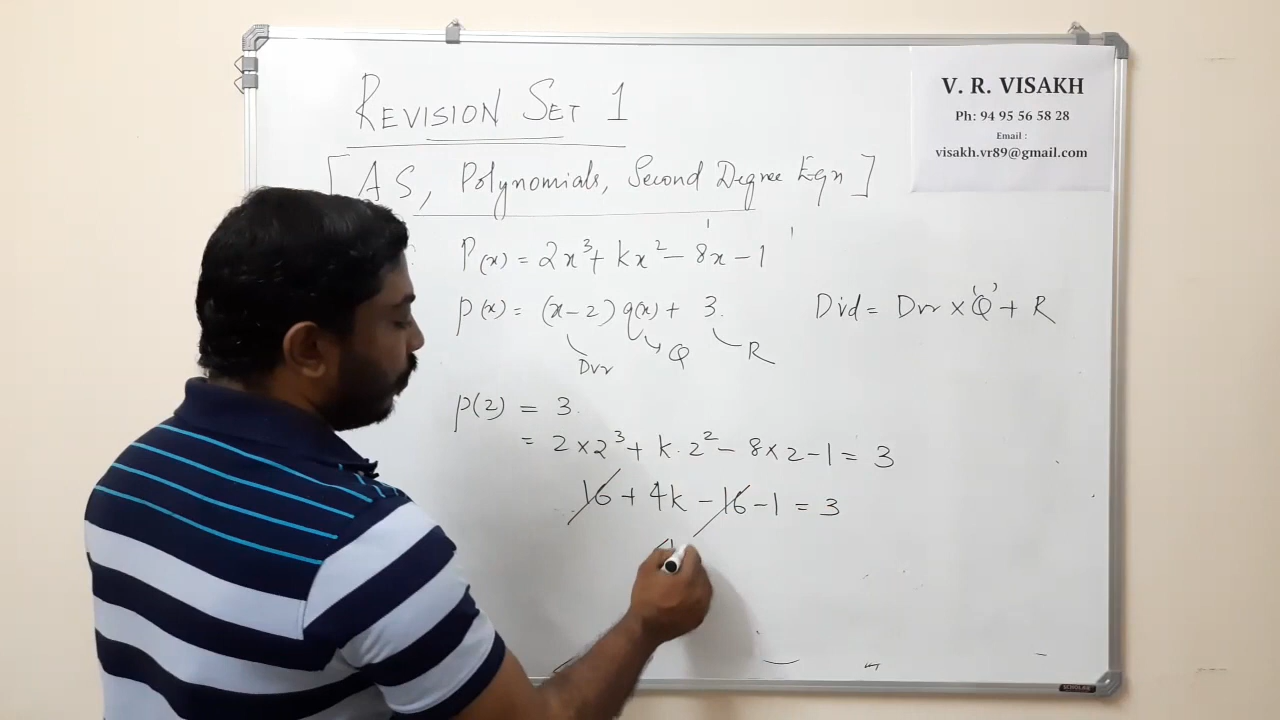 REVISION SET 1
[AS, Polynomials, Second Degree Eqn]
V. R. VISAKH
Ph: 94 95 56 58 28
Email :
visakh.vr89@gmail.com
P(x) = 2x³ + kx² − 8x − 1
p(x) = (x−2) q(x) + 3.
Dvr
Q
R
Dvd = Dvr × 'Q' + R
p(2) = 3.
= 2×2³ + k.2² − 8×2 − 1 = 3
16 + 4k − 16 − 1 = 3
SCHOLAR